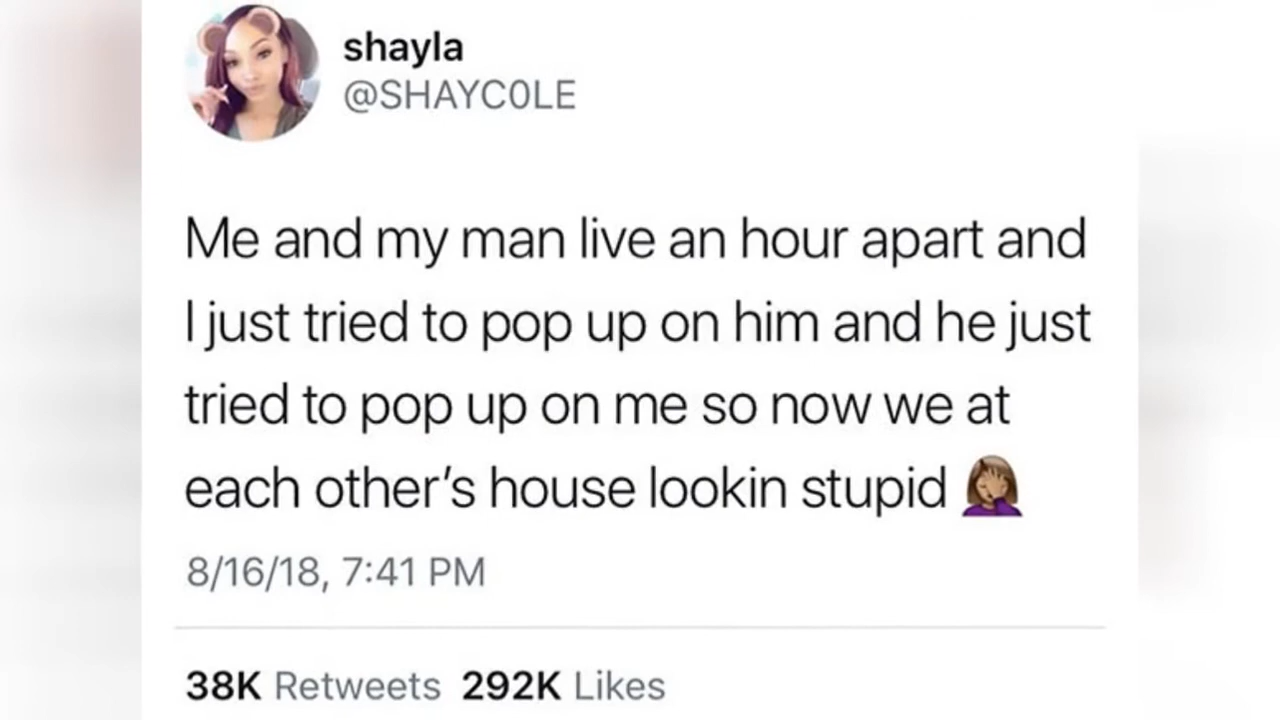 shayla
@SHAYC0LE
Me and my man live an hour apart and
I just tried to pop up on him and he just
tried to pop up on me so now we at
each other's house lookin stupid 🤦🏽‍♀️
8/16/18, 7:41 PM
38K Retweets 292K Likes